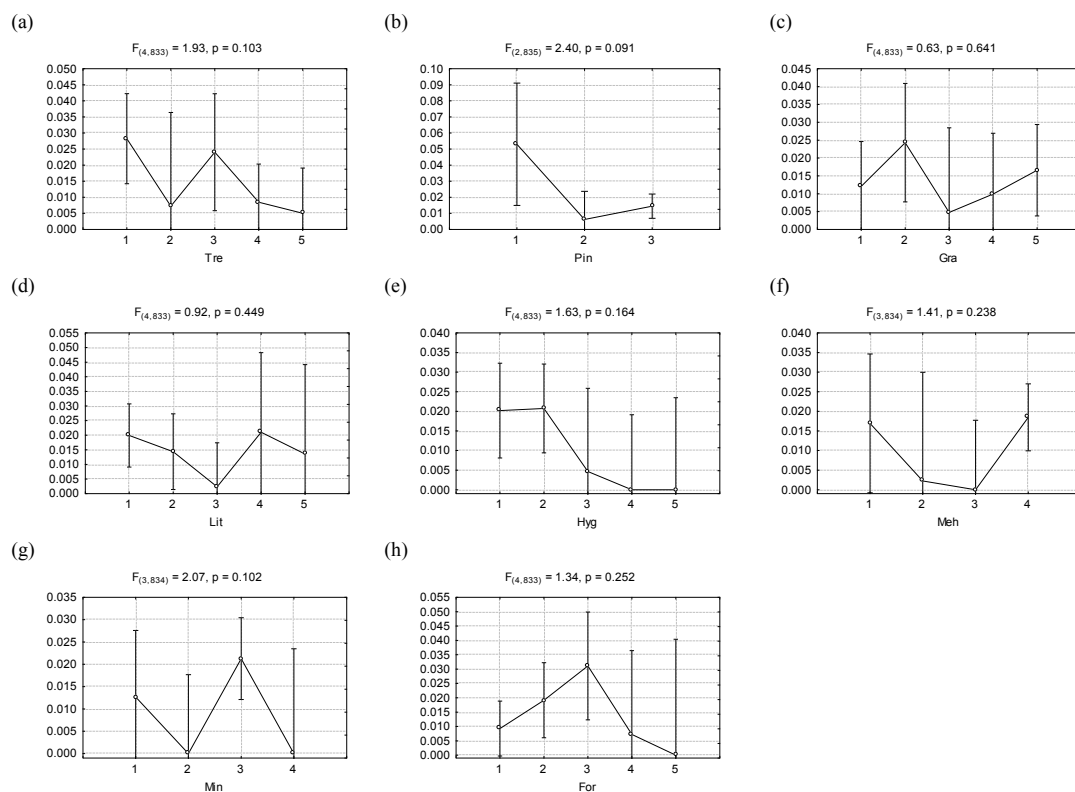 (a)
F(4,833) = 1.93, p = 0.103
0.050
0.045
0.040
0.035
0.030
0.025
0.020
0.015
0.010
0.005
0.000
1 2 3 4 5
Tre
(b)
F(2,835) = 2.40, p = 0.091
0.10
0.09
0.08
0.07
0.06
0.05
0.04
0.03
0.02
0.01
0.00
1 2 3
Pin
(c)
F(4,833) = 0.63, p = 0.641
0.045
0.040
0.035
0.030
0.025
0.020
0.015
0.010
0.005
0.000
1 2 3 4 5
Gra
(d)
F(4,833) = 0.92, p = 0.449
0.055
0.050
0.045
0.040
0.035
0.030
0.025
0.020
0.015
0.010
0.005
0.000
1 2 3 4 5
Lit
(e)
F(4,833) = 1.63, p = 0.164
0.040
0.035
0.030
0.025
0.020
0.015
0.010
0.005
0.000
1 2 3 4 5
Hyg
(f)
F(3,834) = 1.41, p = 0.238
0.040
0.035
0.030
0.025
0.020
0.015
0.010
0.005
0.000
1 2 3 4
Meh
(g)
F(3,834) = 2.07, p = 0.102
0.035
0.030
0.025
0.020
0.015
0.010
0.005
0.000
1 2 3 4
Min
(h)
F(4,833) = 1.34, p = 0.252
0.055
0.050
0.045
0.040
0.035
0.030
0.025
0.020
0.015
0.010
0.005
0.000
1 2 3 4 5
For